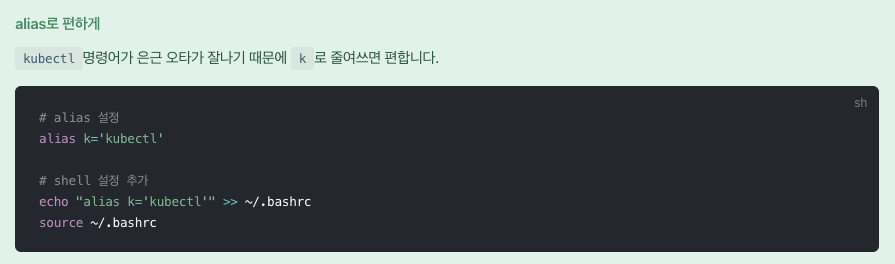 alias로 편하게
kubectl 명령어가 은근 오타가 잘나기 때문에 k 로 줄여쓰면 편합니다.
sh
# alias 설정
alias k='kubectl'
# shell 설정 추가
echo "alias k='kubectl'" >> ~/.bashrc
source ~/.bashrc